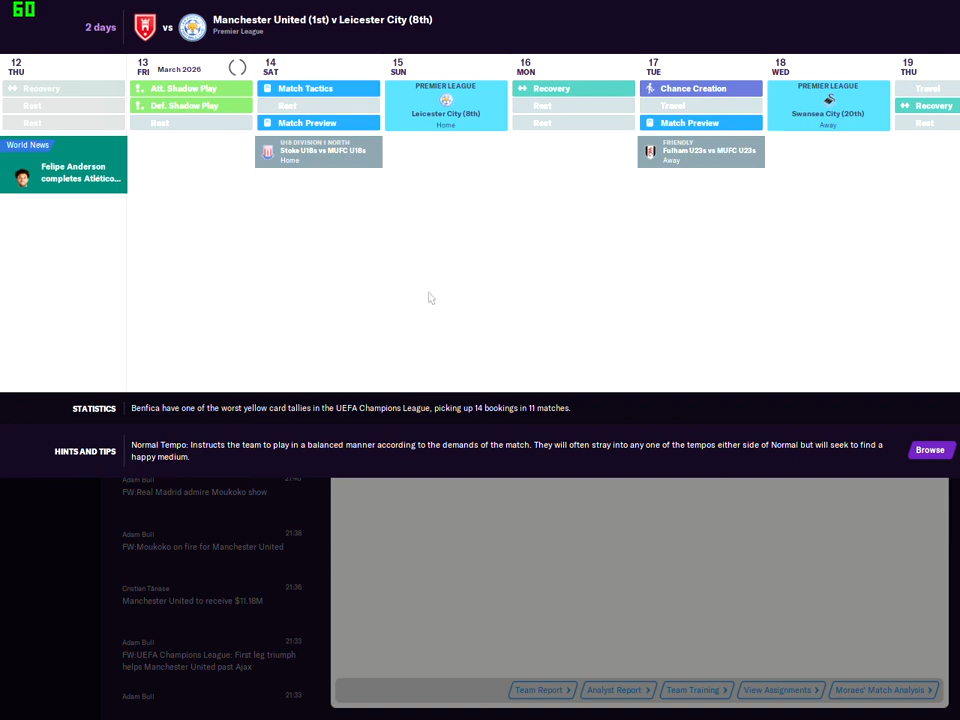 60
2 days
vs
Manchester United (1st) v Leicester City (8th)
Premier League
12
THU
13
FRI
March 2026
14
SAT
15
SUN
16
MON
17
TUE
18
WED
19
THU
Recovery
Rest
Rest
Att. Shadow Play
Def. Shadow Play
Rest
Match Tactics
Rest
Match Preview
PREMIER LEAGUE
Leicester City (8th)
Home
Recovery
Rest
Rest
Chance Creation
Travel
Match Preview
PREMIER LEAGUE
Swansea City (20th)
Away
Travel
Recovery
Rest
World News
Felipe Anderson
completes Atlético...
U18 DIVISION 1 NORTH
Stoke U18s vs MUFC U18s
Home
FRIENDLY
Fulham U23s vs MUFC U23s
Away
STATISTICS
Benfica have one of the worst yellow card tallies in the UEFA Champions League, picking up 14 bookings in 11 matches.
HINTS AND TIPS
Normal Tempo: Instructs the team to play in a balanced manner according to the demands of the match. They will often stray into any one of the tempos either side of Normal but will seek to find a
happy medium.
Browse
Adam Bull
21:40
FW:Real Madrid admire Moukoko show
Adam Bull
21:38
FW:Moukoko on fire for Manchester United
Cristian Tănase
21:36
Manchester United to receive $11.18M
Adam Bull
21:33
FW:UEFA Champions League: First leg triumph
helps Manchester United past Ajax
Adam Bull
21:33
Team Report
Analyst Report
Team Training
View Assignments
Moraes' Match Analysis